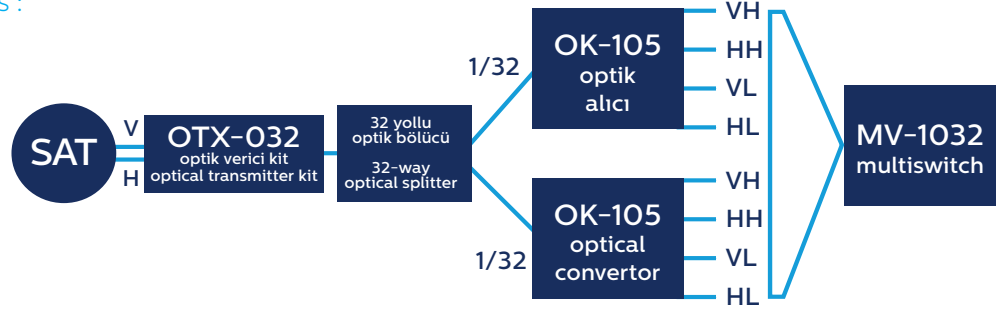 s :
SAT
V
H
OTX-032
optik verici kit
optical transmitter kit
32 yollu
optik bölücü
32-way
optical splitter
1/32
1/32
OK-105
optik
alıcı
VH
HH
VL
HL
OK-105
optical
convertor
VH
HH
VL
HL
MV-1032
multiswitch